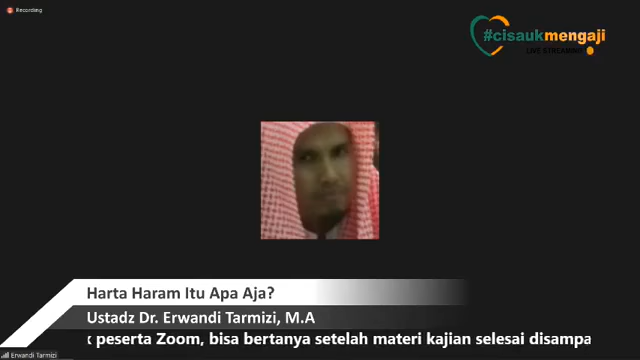 Recording
#cisaukmengaji
LIVE STREAMING
Harta Haram Itu Apa Aja?
Ustadz Dr. Erwandi Tarmizi, M.A
peserta Zoom, bisa bertanya setelah materi kajian selesai disampa
Erwandi Tarmizi